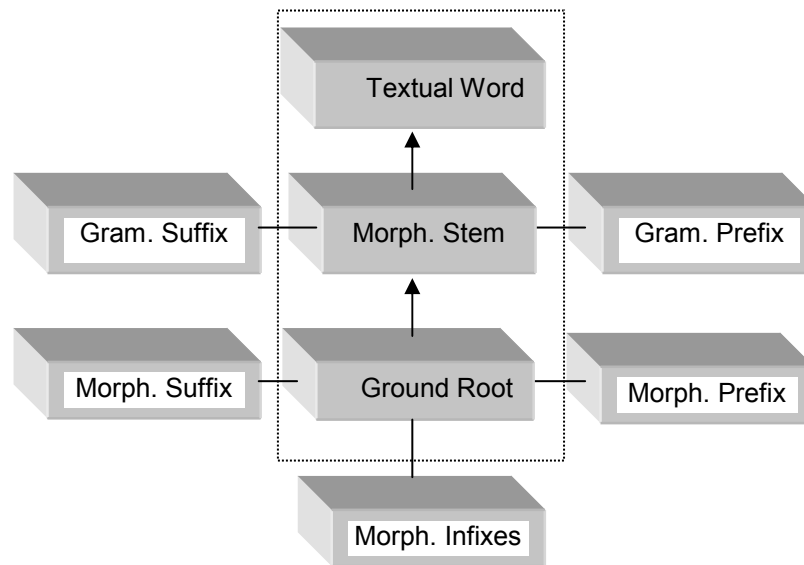 Textual Word
Gram. Suffix
Morph. Stem
Gram. Prefix
Morph. Suffix
Ground Root
Morph. Prefix
Morph. Infixes